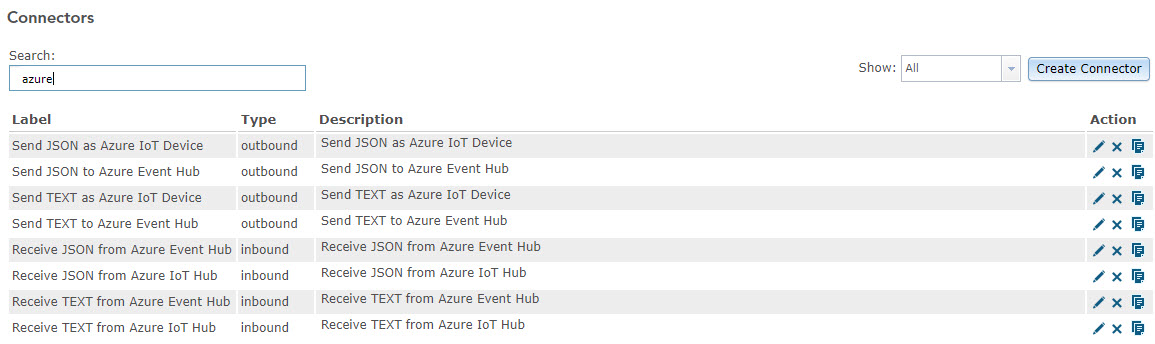 Connectors
Search:
azure
Show: All Create Connector
Label Type Description Action
Send JSON as Azure IoT Device outbound Send JSON as Azure IoT Device
Send JSON to Azure Event Hub outbound Send JSON to Azure Event Hub
Send TEXT as Azure IoT Device outbound Send TEXT as Azure IoT Device
Send TEXT to Azure Event Hub outbound Send TEXT to Azure Event Hub
Receive JSON from Azure Event Hub inbound Receive JSON from Azure Event Hub
Receive JSON from Azure IoT Hub inbound Receive JSON from Azure IoT Hub
Receive TEXT from Azure Event Hub inbound Receive TEXT from Azure Event Hub
Receive TEXT from Azure IoT Hub inbound Receive TEXT from Azure IoT Hub